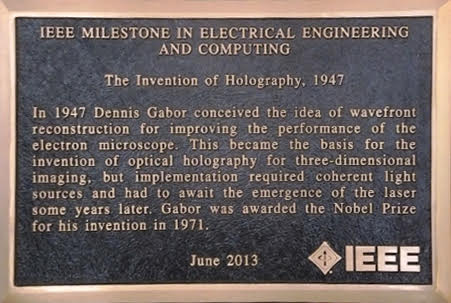 IEEE MILESTONE IN ELECTRICAL ENGINEERING
AND COMPUTING
The Invention of Holography, 1947
In 1947 Dennis Gabor conceived the idea of wavefront
reconstruction for improving the performance of the
electron microscope. This became the basis for the
invention of optical holography for three-dimensional
imaging, but implementation required coherent light
sources and had to await the emergence of the laser
some years later. Gabor was awarded the Nobel Prize
for his invention in 1971.
June 2013
IEEE